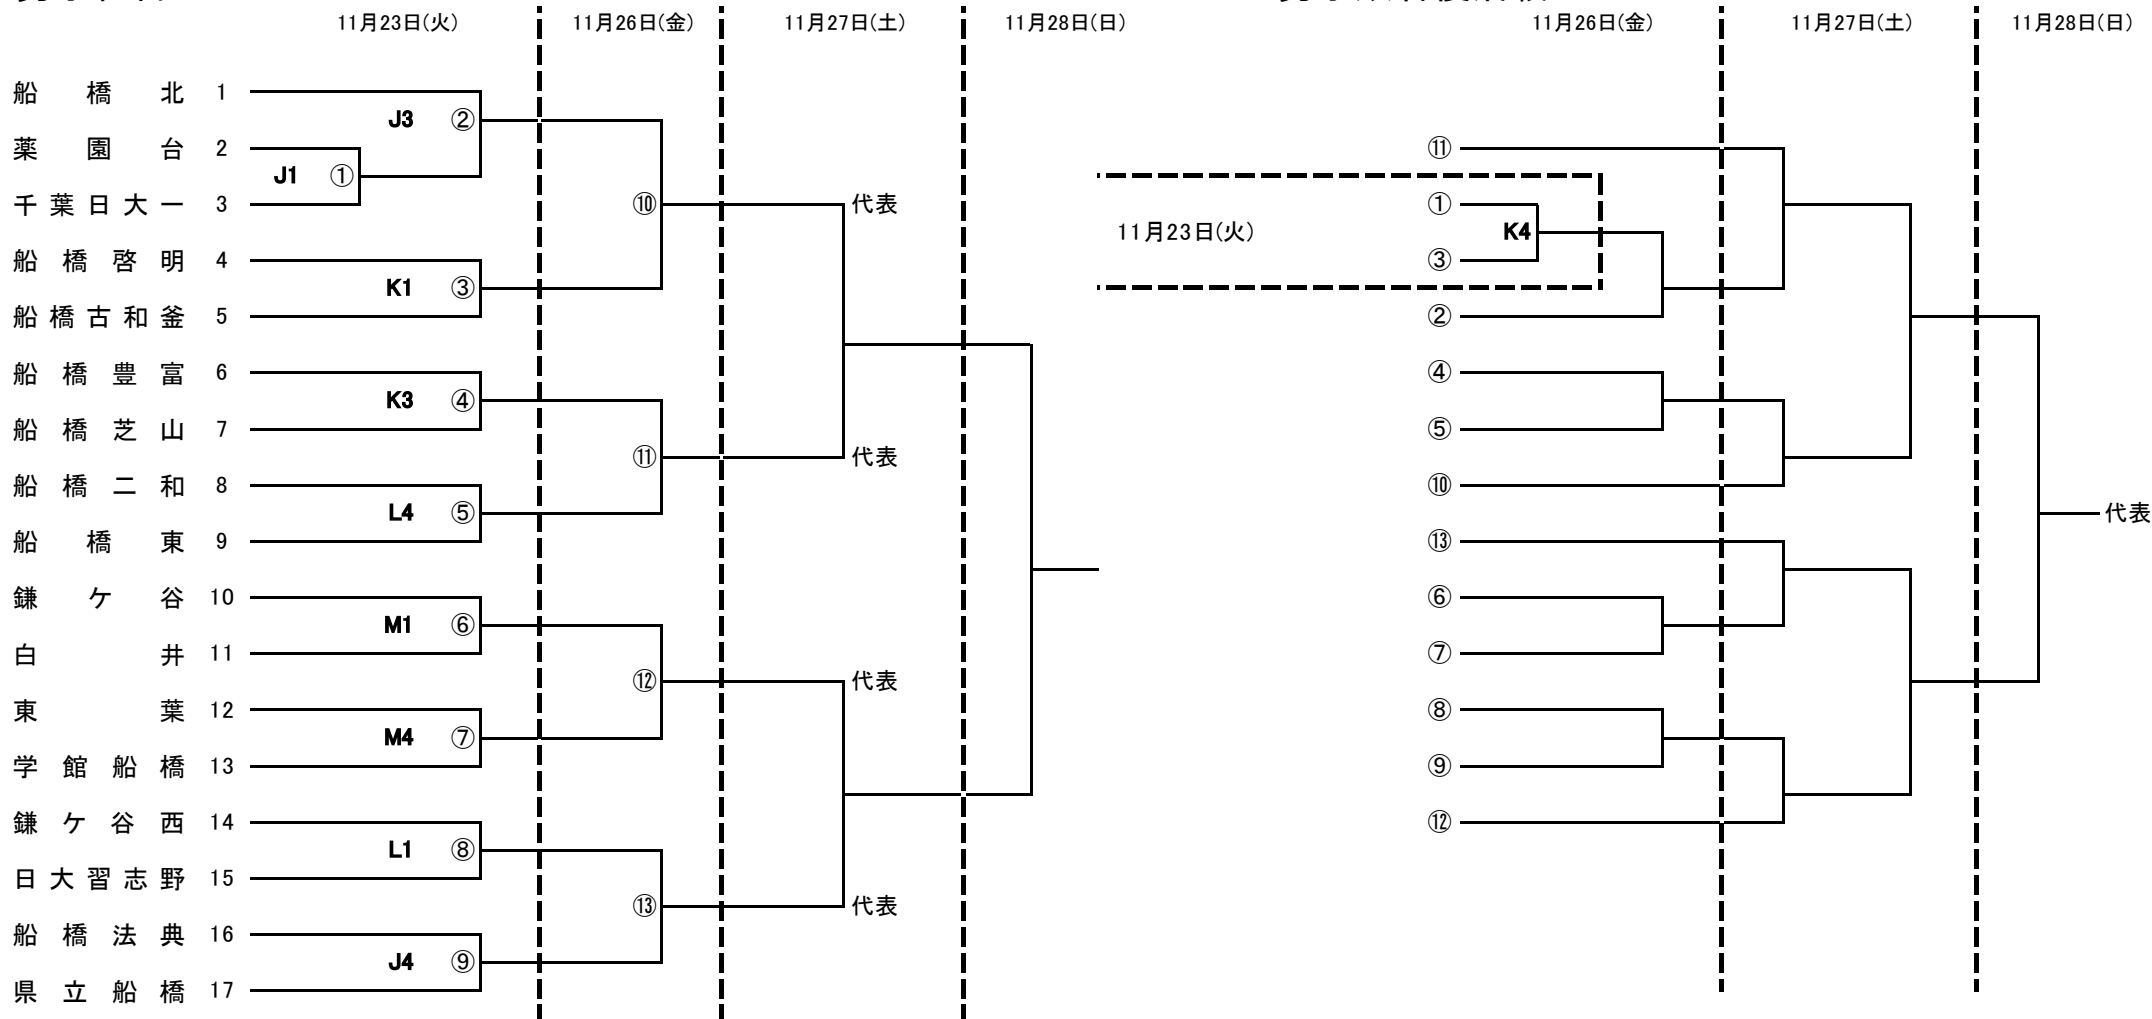 11月23日(火) 11月26日(金) 11月27日(土) 11月28日(日) 11月26日(金) 11月27日(土) 11月28日(日)
船橋北 1
J3 ②
薬園台 2
⑪
J1 ①
千葉日大一 3
⑩ 代表
①
11月23日(火) K4
船橋啓明 4
③
K1 ③
船橋古和釜 5
②
船橋豊富 6
④
K3 ④
船橋芝山 7
⑤
⑪ 代表
船橋二和 8
⑩
L4 ⑤
代表
船橋東 9
⑬
鎌ケ谷 10
⑥
M1 ⑥
白井 11
⑦
⑫ 代表
東葉 12
⑧
M4 ⑦
学館船橋 13
⑨
鎌ケ谷西 14
⑫
L1 ⑧
日大習志野 15
⑬ 代表
船橋法典 16
J4 ⑨
県立船橋 17